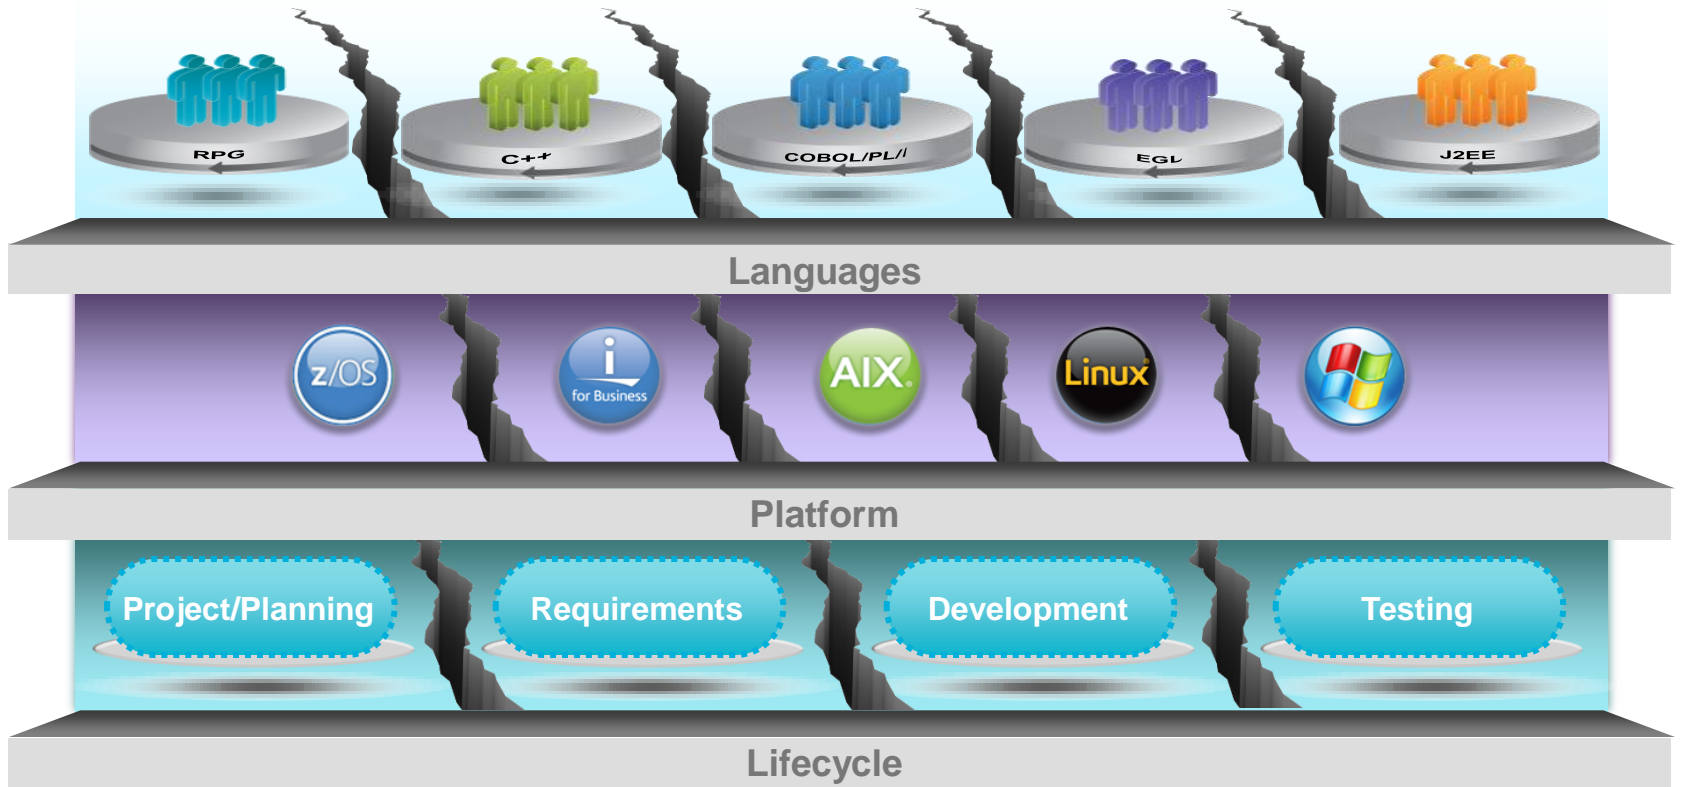 RPG
C++
COBOL/PL/I
EGL
J2EE
Languages
z/OS
i
for Business
AIX
Linux
Platform
Project/Planning
Requirements
Development
Testing
Lifecycle